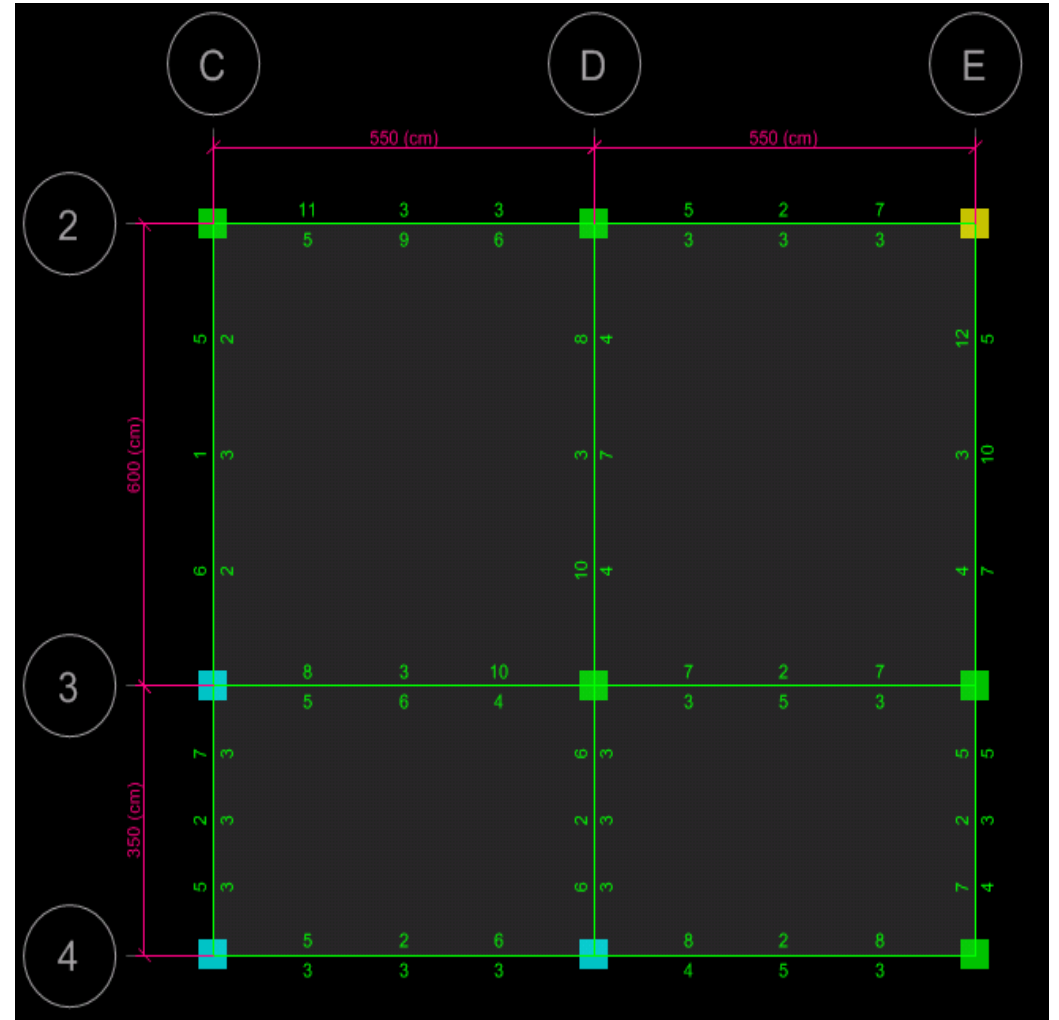 C D E
550 (cm) 550 (cm)
2
11 3 3 5 2 7
5 9 6 3 3 3
5 2 8 4 12 5
600 (cm)
1 3 3 7 3 10
6 2 10 4 4 7
3
8 3 10 7 2 7
5 6 4 3 5 3
7 3 6 3 5 5
350 (cm)
2 3 2 3 2 3
5 3 6 3 7 4
4
5 2 6 8 2 8
3 3 3 4 5 3